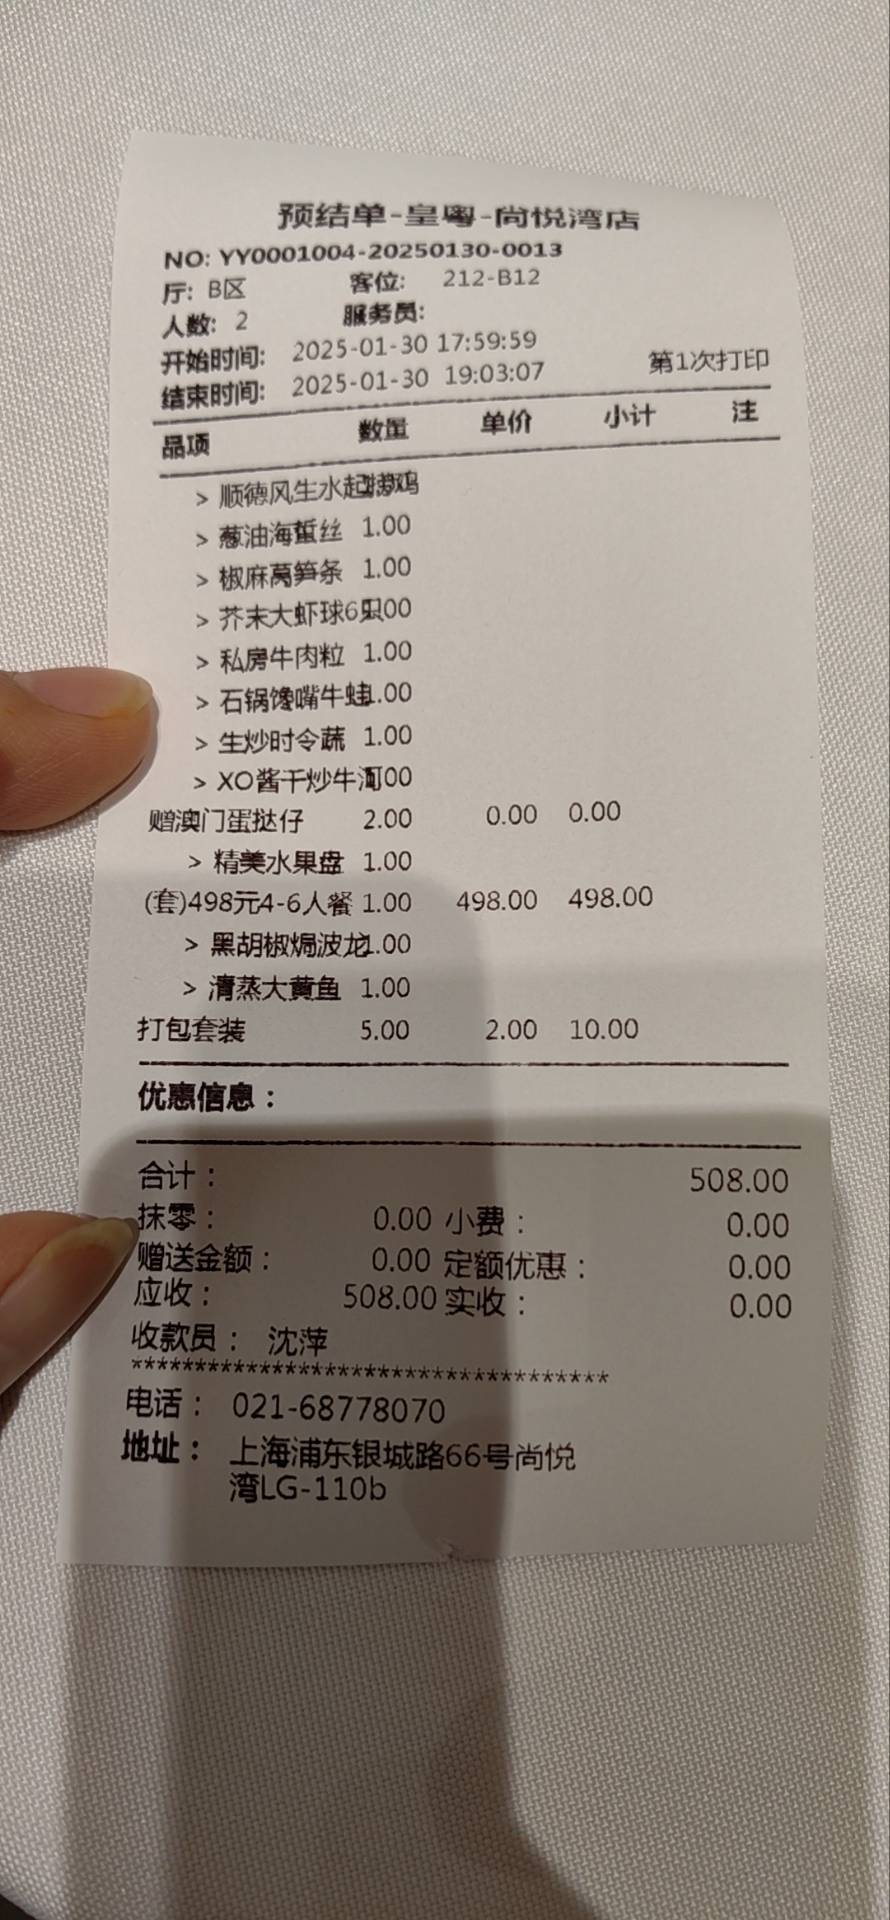 预结单-皇粤-尚悦湾店
NO: YY0001004-20250130-0013
厅: B区 客位: 212-B12
人数: 2 服务员:
开始时间: 2025-01-30 17:59:59
结束时间: 2025-01-30 19:03:07 第1次打印
品项 数量 单价 小计 注
> 顺德风生水起捞鸡
> 葱油海蜇丝 1.00
> 椒麻莴笋条 1.00
> 芥末大虾球6只.00
> 私房牛肉粒 1.00
> 石锅馋嘴牛蛙1.00
> 生炒时令蔬 1.00
> XO酱干炒牛河.00
赠澳门蛋挞仔 2.00 0.00 0.00
> 精美水果盘 1.00
(套)498元4-6人餐 1.00 498.00 498.00
> 黑胡椒焗波龙1.00
> 清蒸大黄鱼 1.00
打包套装 5.00 2.00 10.00
优惠信息：
合计： 508.00
抹零： 0.00 小费： 0.00
赠送金额： 0.00 定额优惠： 0.00
应收： 508.00 实收： 0.00
收款员： 沈萍
*************************************
电话： 021-68778070
地址： 上海浦东银城路66号尚悦
湾LG-110b